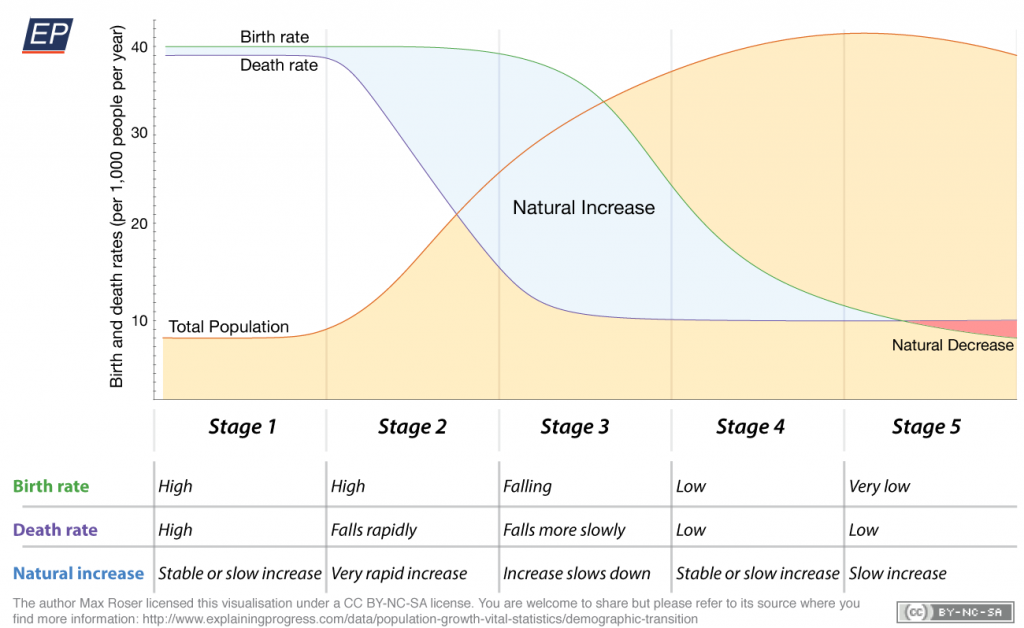 EP
Birth and death rates (per 1,000 people per year)
40
30
20
10
Birth rate
Death rate
Natural Increase
Total Population
Natural Decrease
Stage 1 Stage 2 Stage 3 Stage 4 Stage 5
Birth rate High High Falling Low Very low
Death rate High Falls rapidly Falls more slowly Low Low
Natural increase Stable or slow increase Very rapid increase Increase slows down Stable or slow increase Slow increase
The author Max Roser licensed this visualisation under a CC BY-NC-SA license. You are welcome to share but please refer to its source where you
find more information: http://www.explainingprogress.com/data/population-growth-vital-statistics/demographic-transition
cc BY-NC-SA